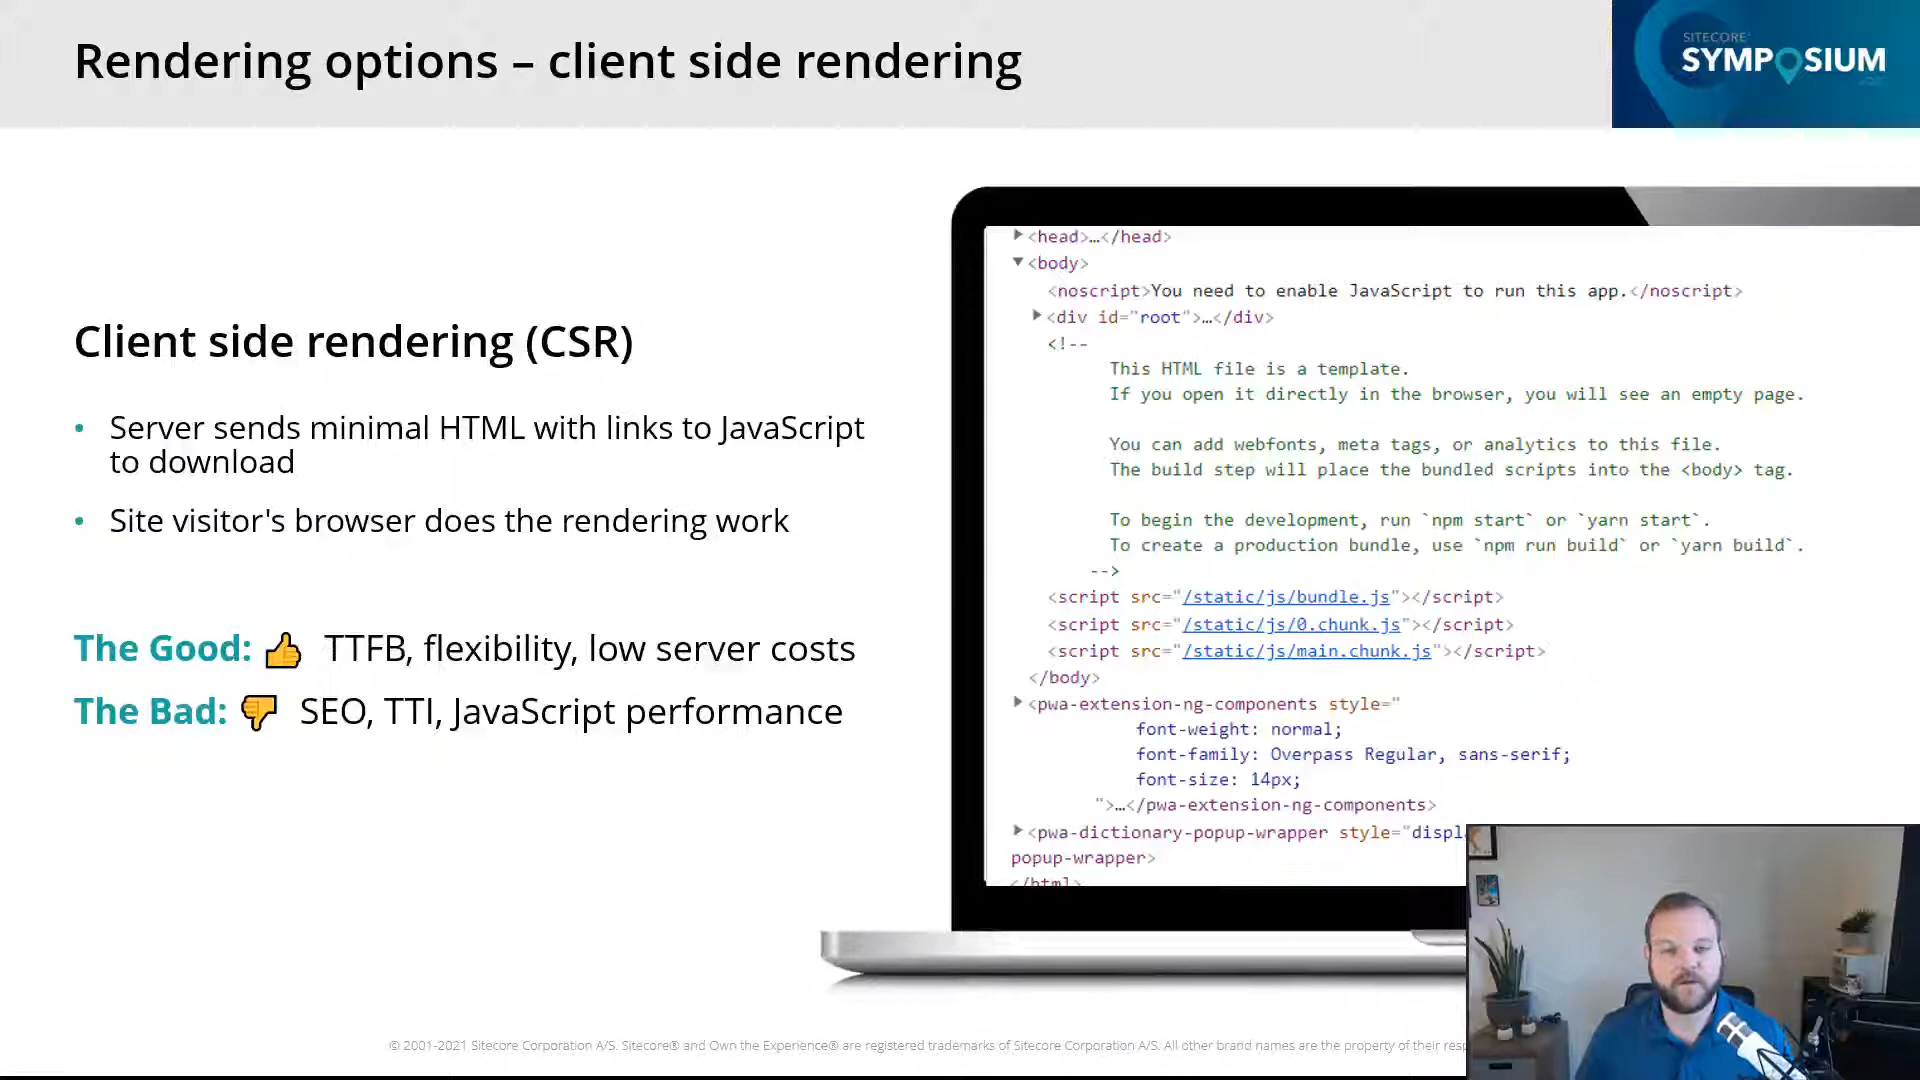 Rendering options – client side rendering
SITECORE
SYMPOSIUM
Client side rendering (CSR)
• Server sends minimal HTML with links to JavaScript
to download
• Site visitor's browser does the rendering work
The Good: 👍 TTFB, flexibility, low server costs
The Bad: 👎 SEO, TTI, JavaScript performance
▶<head>…</head>
▼<body>
<noscript>You need to enable JavaScript to run this app.</noscript>
▶<div id="root">…</div>
<!--
This HTML file is a template.
If you open it directly in the browser, you will see an empty page.
You can add webfonts, meta tags, or analytics to this file.
The build step will place the bundled scripts into the <body> tag.
To begin the development, run `npm start` or `yarn start`.
To create a production bundle, use `npm run build` or `yarn build`.
-->
<script src="/static/js/bundle.js"></script>
<script src="/static/js/0.chunk.js"></script>
<script src="/static/js/main.chunk.js"></script>
</body>
▶<pwa-extension-ng-components style="
font-weight: normal;
font-family: Overpass Regular, sans-serif;
font-size: 14px;
">…</pwa-extension-ng-components>
▶<pwa-dictionary-popup-wrapper style="displ
popup-wrapper>
</html>
© 2001-2021 Sitecore Corporation A/S. Sitecore® and Own the Experience® are registered trademarks of Sitecore Corporation A/S. All other brand names are the property of their resp